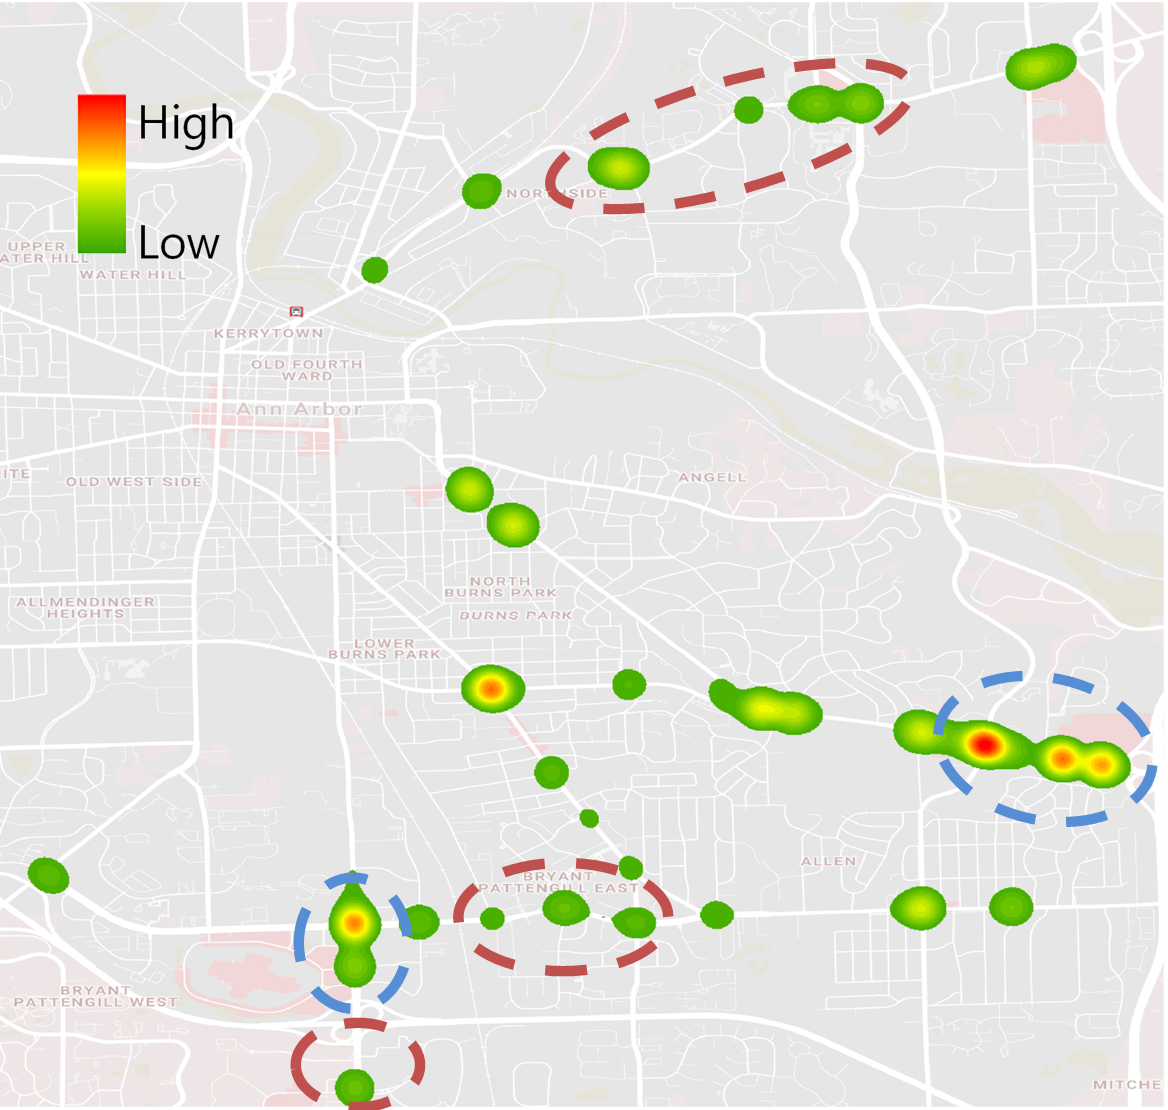 High
Low
NORTHSIDE
UPPER
ATER HILL
WATER HILL
KERRYTOWN
OLD FOURTH
WARD
Ann Arbor
ITE
OLD WEST SIDE
ANGELL
NORTH
BURNS PARK
BURNS PARK
ALLMENDINGER
HEIGHTS
LOWER
BURNS PARK
ALLEN
BRYANT
PATTENGILL EAST
BRYANT
PATTENGILL WEST
MITCHE